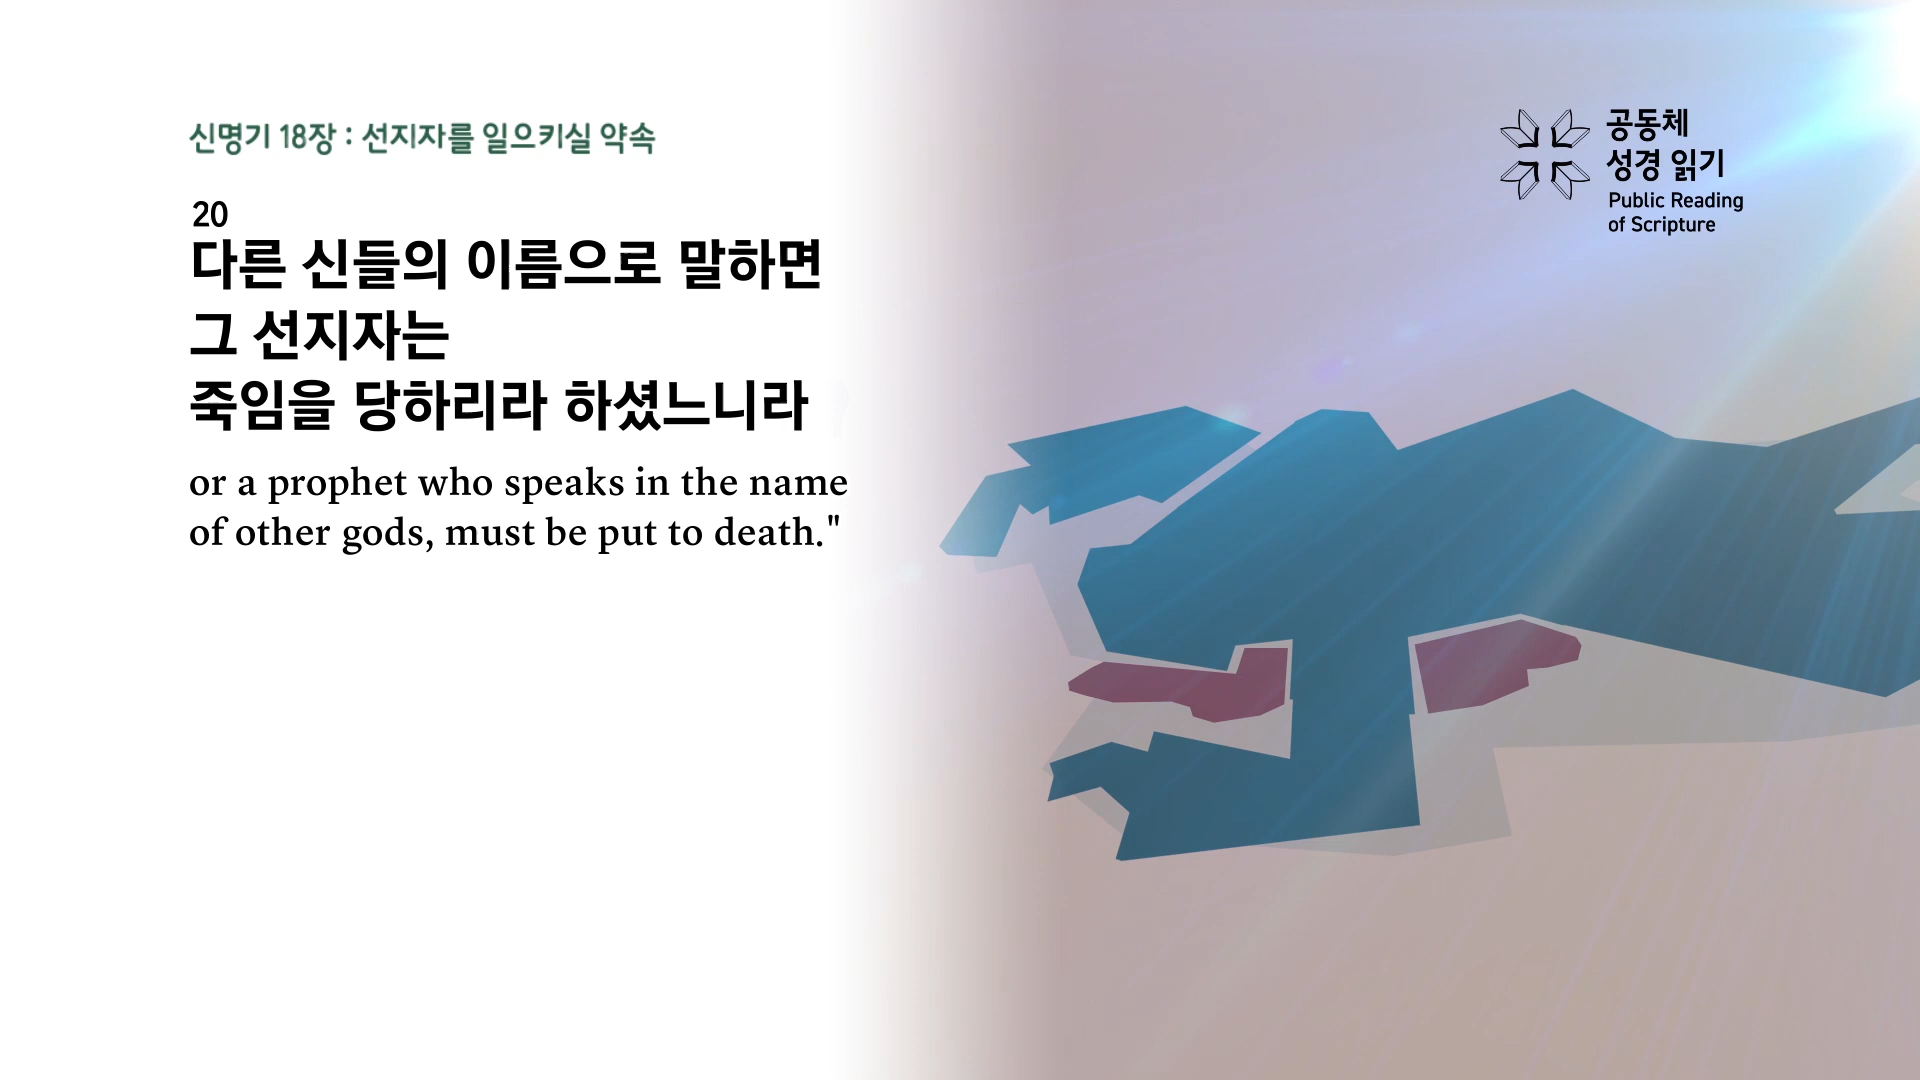 신명기 18장 : 선지자를 일으키실 약속
20
다른 신들의 이름으로 말하면
그 선지자는
죽임을 당하리라 하셨느니라
or a prophet who speaks in the name
of other gods, must be put to death."
공동체
성경 읽기
Public Reading
of Scripture